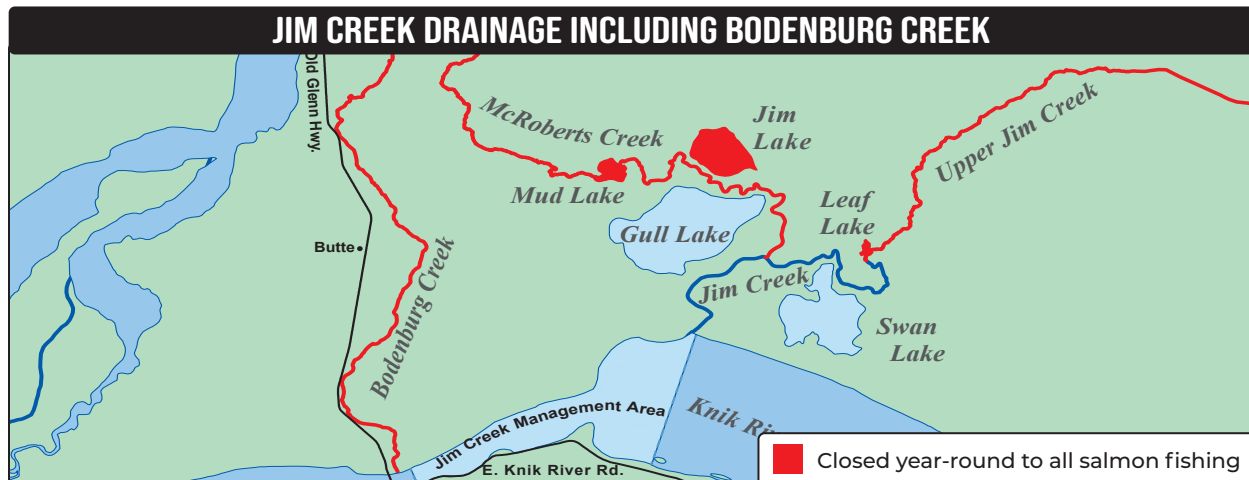 JIM CREEK DRAINAGE INCLUDING BODENBURG CREEK
Old Glenn Hwy.
McRoberts Creek
Jim
Lake
Upper Jim Creek
Mud Lake
Leaf
Lake
Gull Lake
Butte
Bodenburg Creek
Jim Creek
Swan
Lake
Jim Creek Management Area
Knik Ri
E. Knik River Rd.
Closed year-round to all salmon fishing